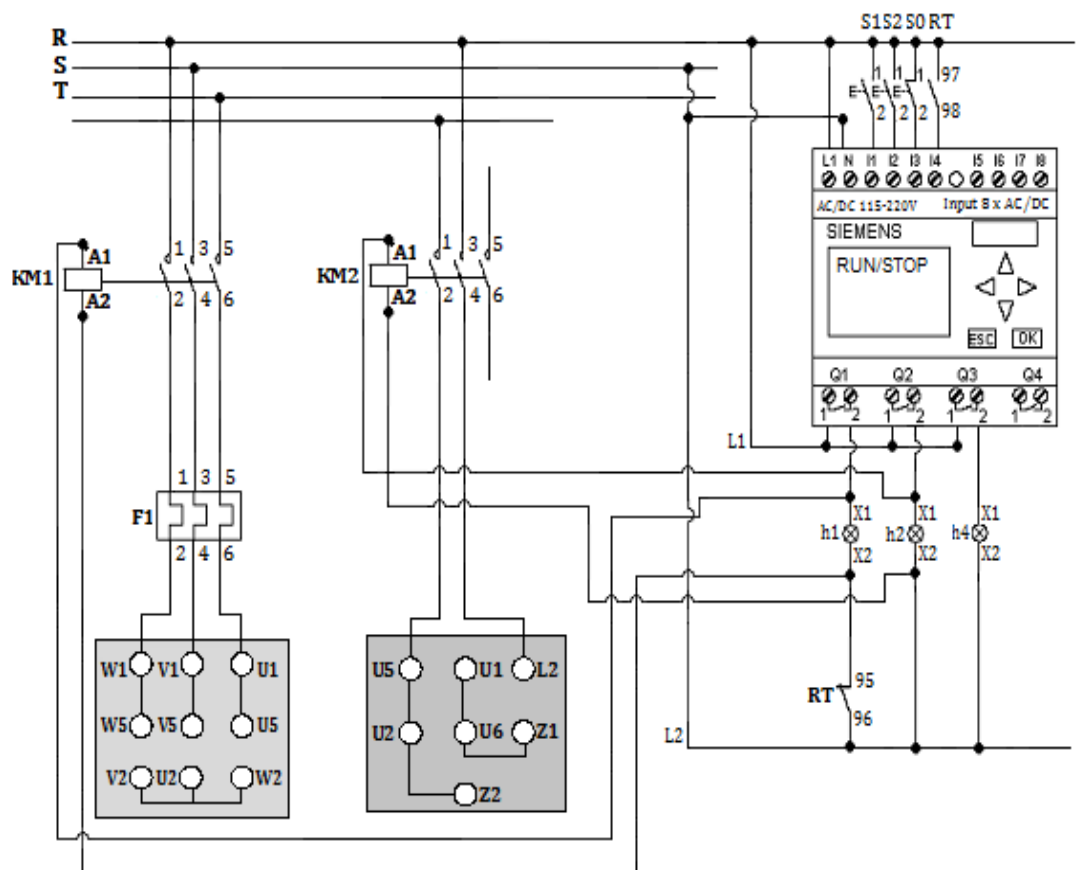 S1 S2 S0 RT
R
S
T
1 1 1 97
E E E
2 2 2 98
L1 N I1 I2 I3 I4 I5 I6 I7 I8
AC/DC 115-220V Input 8 x AC/DC
SIEMENS
RUN/STOP
ESC OK
Q1 Q2 Q3 Q4
1 2 1 2 1 2 1 2
KM1 A1 1 3 5
A2 2 4 6
KM2 A1 1 3 5
A2 2 4 6
L1
1 3 5
F1
2 4 6
X1 X1 X1
h1 h2 h4
X2 X2 X2
W1 V1 U1
W5 V5 U5
V2 U2 W2
U5 U1 L2
U2 U6 Z1
Z2
95
RT
96
L2